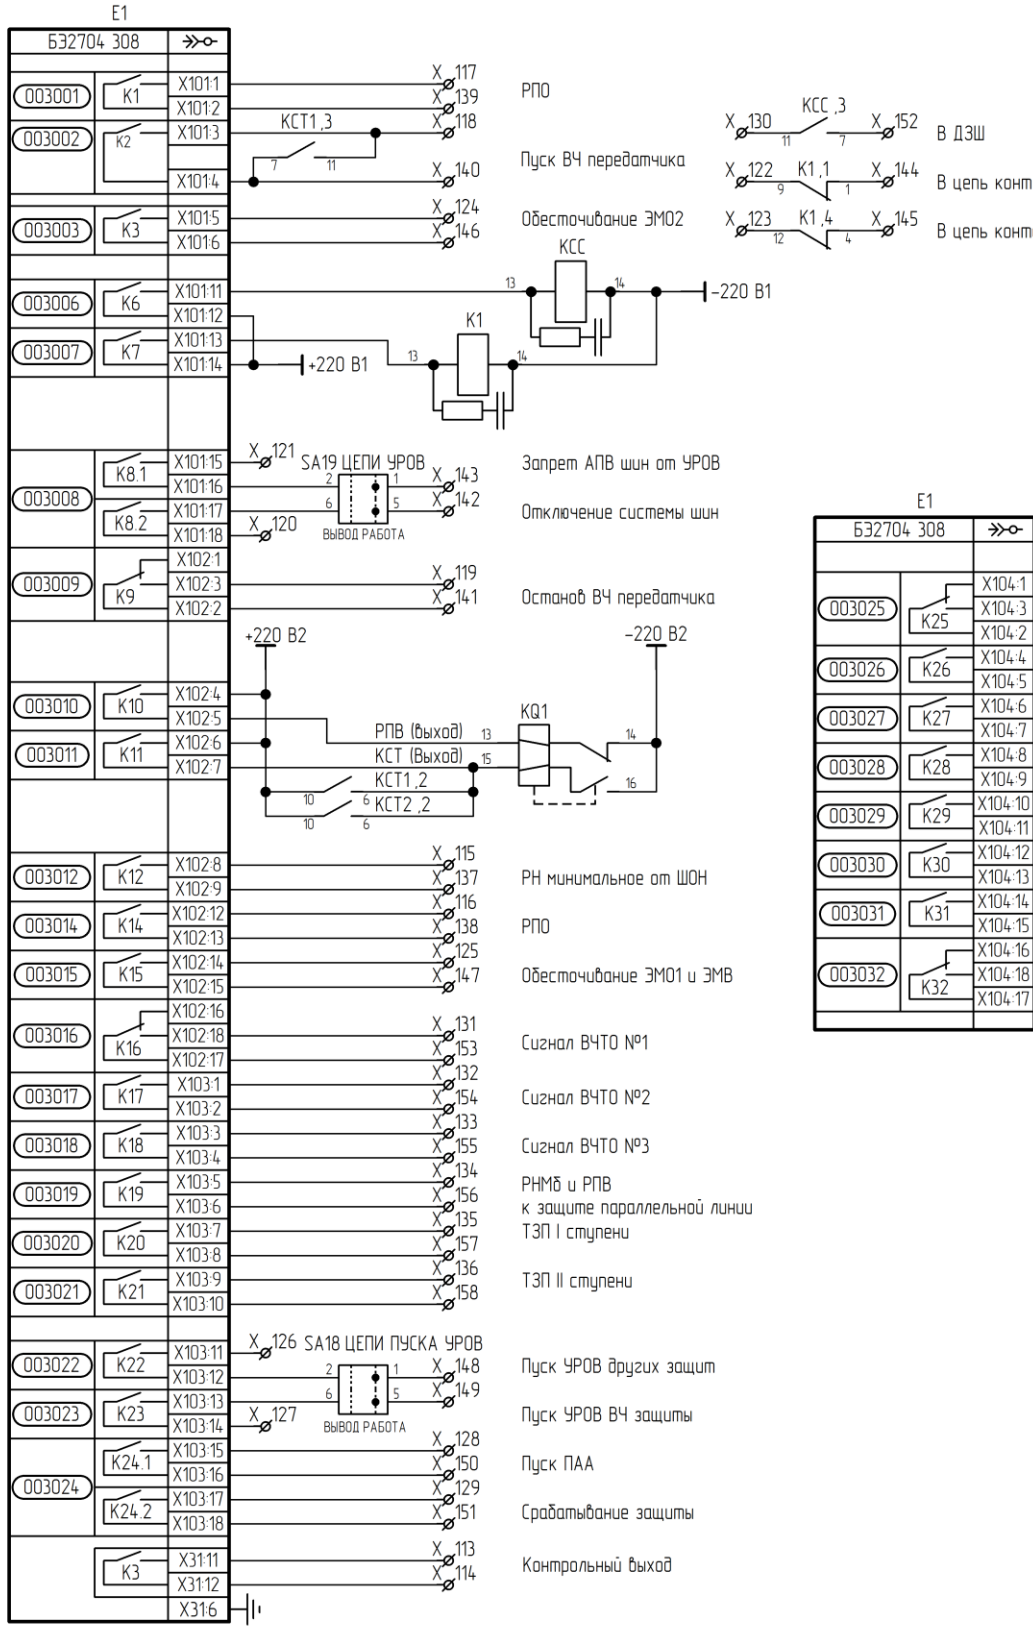 E1
БЭ2704 308
003001 K1 X101:1 X 117 РПО
X101:2 X 139
003002 K2 X101:3 KCT1,3 X 118
7 11 Пуск ВЧ передатчика
X101:4 X 140
003003 K3 X101:5 X 124 Обесточивание ЭМО2
X101:6 X 146
X 130 KCC,3 X 152 В ДЗШ
11 7
X 122 K1,1 X 144 В цепь конт
9 1
X 123 K1,4 X 145 В цепь конт
12 4
KCC
003006 K6 X101:11 13 14 -220 В1
X101:12
K1
003007 K7 X101:13 13 14
X101:14 +220 В1
003008 K8.1 X101:15 X 121 SA19 ЦЕПИ УРОВ Запрет АПВ шин от УРОВ
X101:16 2 1 X 143
K8.2 X101:17 6 5 X 142 Отключение системы шин
X101:18 X 120 ВЫВОД РАБОТА
003009 K9 X102:1
X102:3 X 119
X102:2 X 141 Останов ВЧ передатчика
+220 В2 -220 В2
003010 K10 X102:4
X102:5 KQ1
РПВ (выход) 13 14
003011 K11 X102:6
X102:7 КСТ (Выход) 15 16
KCT1,2
10 6
KCT2,2
10 6
003012 K12 X102:8 X 115 РН минимальное от ШОН
X102:9 X 137
003014 K14 X102:12 X 116 РПО
X102:13 X 138
003015 K15 X102:14 X 125 Обесточивание ЭМО1 и ЭМВ
X102:15 X 147
003016 K16 X102:16
X102:18 X 131 Сигнал ВЧТО №1
X102:17 X 153
003017 K17 X103:1 X 132 Сигнал ВЧТО №2
X103:2 X 154
003018 K18 X103:3 X 133 Сигнал ВЧТО №3
X103:4 X 155
003019 K19 X103:5 X 134 РНМб и РПВ
X103:6 X 156 к защите параллельной линии
003020 K20 X103:7 X 135 ТЗП I ступени
X103:8 X 157
003021 K21 X103:9 X 136 ТЗП II ступени
X103:10 X 158
003022 K22 X103:11 X 126 SA18 ЦЕПИ ПУСКА УРОВ
X103:12 2 1 X 148 Пуск УРОВ других защит
003023 K23 X103:13 6 5 X 149 Пуск УРОВ ВЧ защиты
X103:14 X 127 ВЫВОД РАБОТА
003024 K24.1 X103:15 X 128 Пуск ПАА
X103:16 X 150
K24.2 X103:17 X 129 Срабатывание защиты
X103:18 X 151
K3 X31:11 X 113 Контрольный выход
X31:12 X 114
X31:6
E1
БЭ2704 308
003025 K25 X104:1
X104:3
X104:2
003026 K26 X104:4
X104:5
003027 K27 X104:6
X104:7
003028 K28 X104:8
X104:9
003029 K29 X104:10
X104:11
003030 K30 X104:12
X104:13
003031 K31 X104:14
X104:15
003032 K32 X104:16
X104:18
X104:17